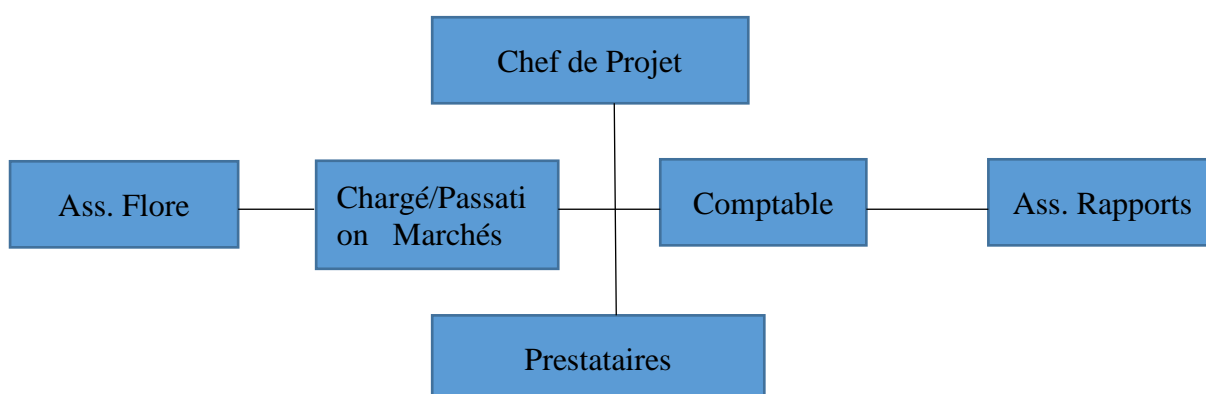 Chef de Projet
Ass. Flore
Chargé/Passati
on Marchés
Comptable
Ass. Rapports
Prestataires